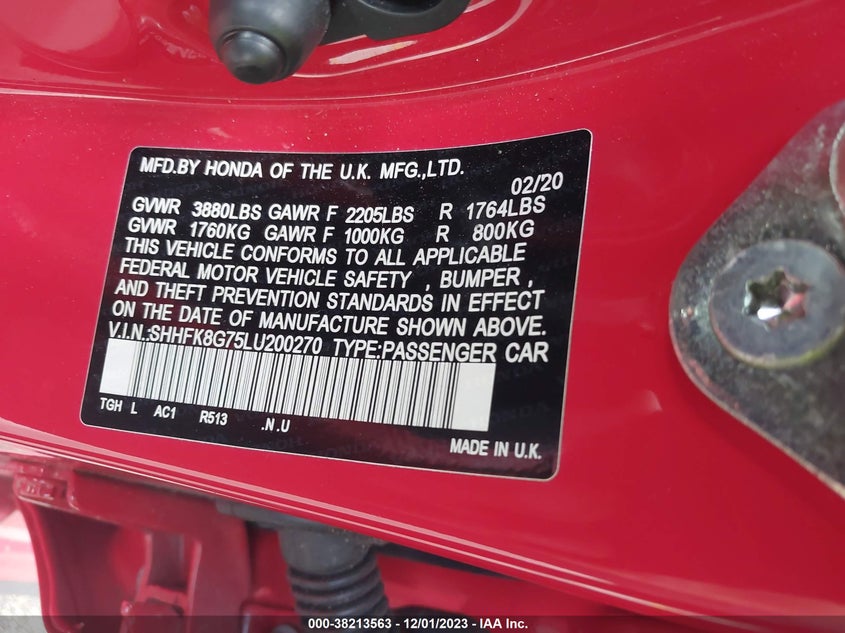 MFD.BY HONDA OF THE U.K. MFG.,LTD.
02/20
GVWR 3880LBS GAWR F 2205LBS R 1764LBS
GVWR 1760KG GAWR F 1000KG R 800KG
THIS VEHICLE CONFORMS TO ALL APPLICABLE
FEDERAL MOTOR VEHICLE SAFETY , BUMPER ,
AND THEFT PREVENTION STANDARDS IN EFFECT
ON THE DATE OF MANUFACTURE SHOWN ABOVE.
V.I.N.:SHHFK8G75LU200270 TYPE:PASSENGER CAR
TGH L AC1 R513 .N.U
MADE IN U.K.
000-38213563 - 12/01/2023 - IAA Inc.